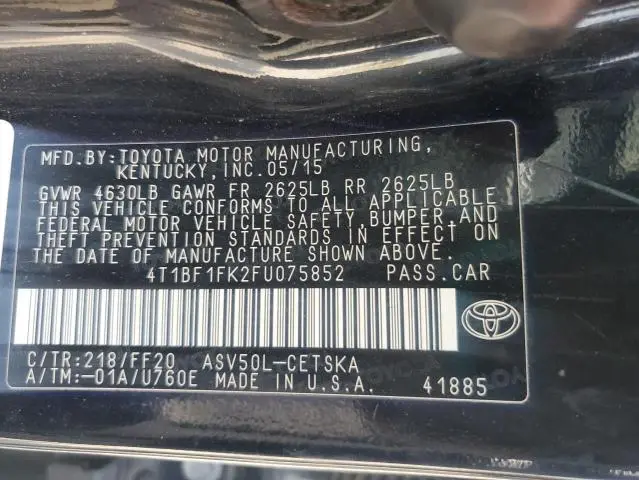 MFD.BY:TOYOTA MOTOR MANUFACTURING,
KENTUCKY, INC.05/15
GVWR 4630LB GAWR FR 2625LB RR 2625LB
THIS VEHICLE CONFORMS TO ALL APPLICABLE
FEDERAL MOTOR VEHICLE SAFETY, BUMPER, AND
THEFT PREVENTION STANDARDS IN EFFECT ON
THE DATE OF MANUFACTURE SHOWN ABOVE.
4T1BF1FK2FU075852 PASS.CAR
C/TR:218/FF20 ASV50L-CETSKA
A/TM:-01A/U760E MADE IN U.S.A. 41885